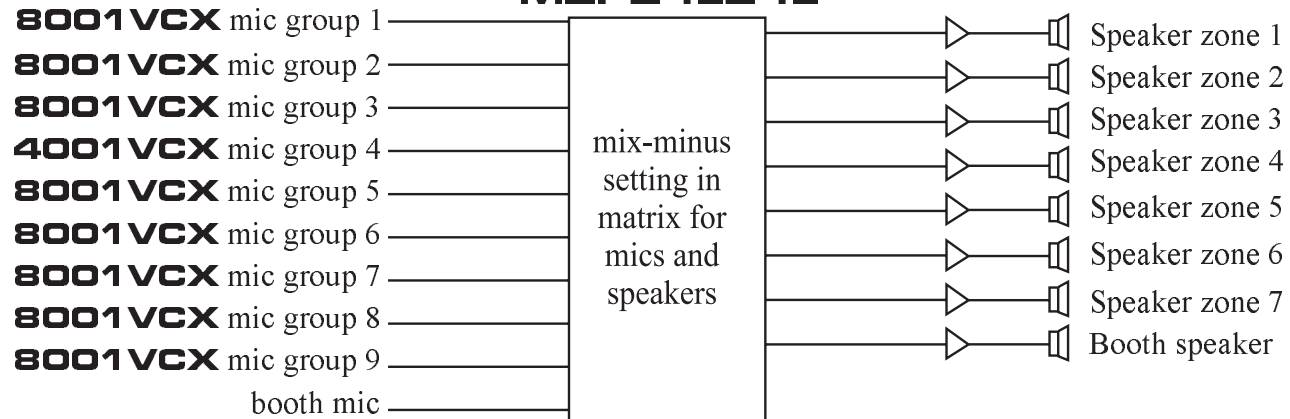 8001VCX mic group 1
8001VCX mic group 2
8001VCX mic group 3
4001VCX mic group 4
8001VCX mic group 5
8001VCX mic group 6
8001VCX mic group 7
8001VCX mic group 8
8001VCX mic group 9
booth mic
mix-minus
setting in
matrix for
mics and
speakers
Speaker zone 1
Speaker zone 2
Speaker zone 3
Speaker zone 4
Speaker zone 5
Speaker zone 6
Speaker zone 7
Booth speaker